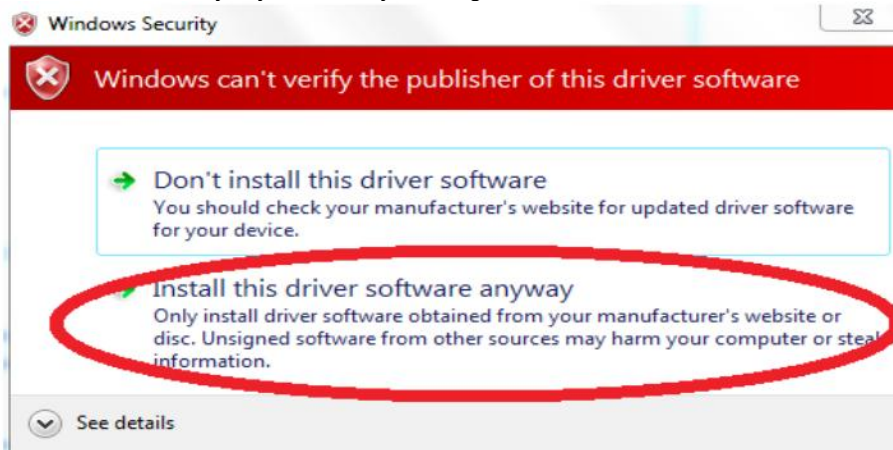 Windows Security
Windows can't verify the publisher of this driver software
Don't install this driver software
You should check your manufacturer's website for updated driver software
for your device.
Install this driver software anyway
Only install driver software obtained from your manufacturer's website or
disc. Unsigned software from other sources may harm your computer or steal
information.
See details